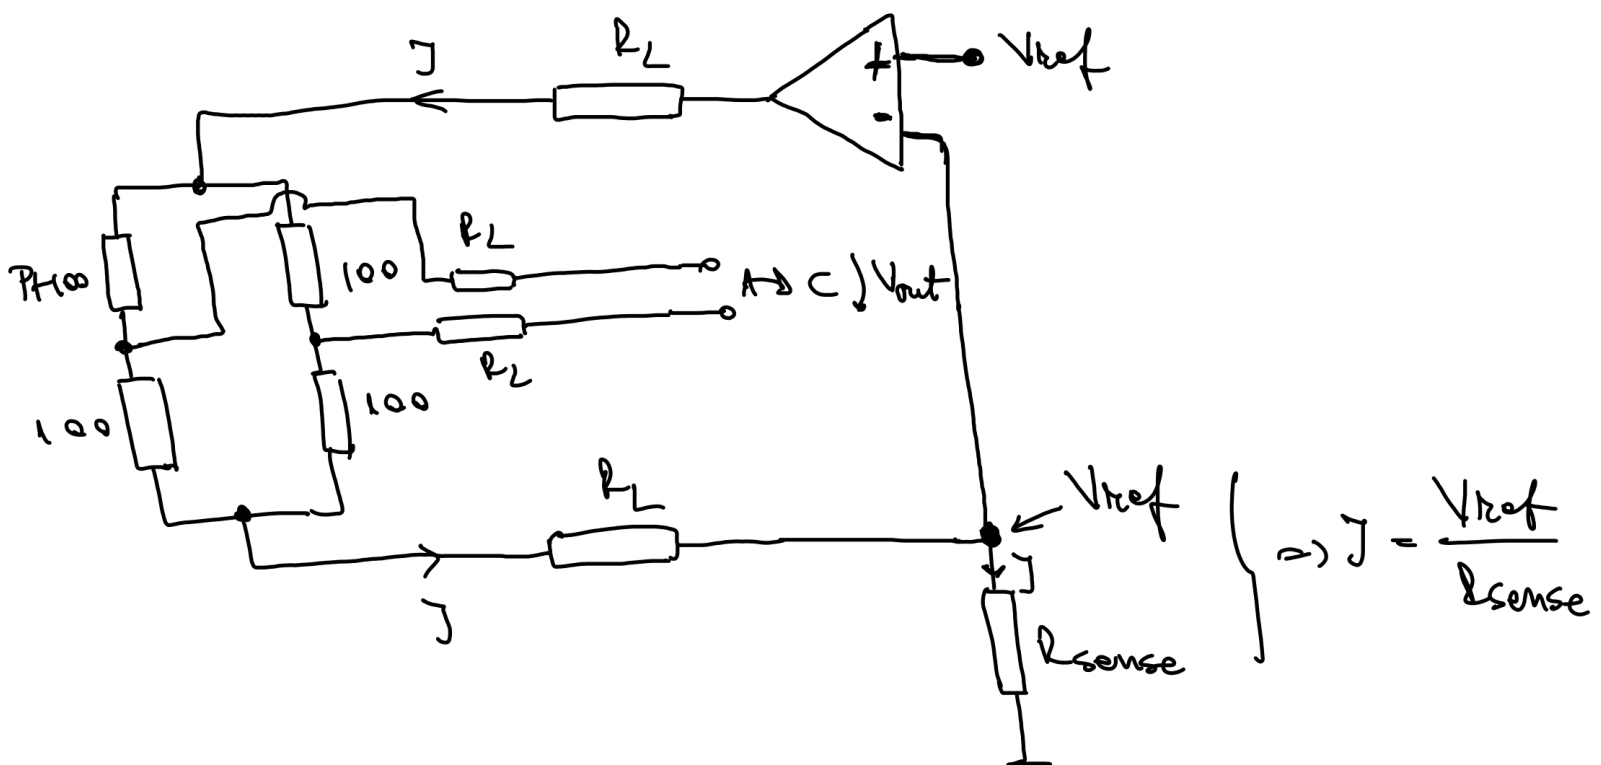 J
RL
+
Vref
-
RL
Pt100
100
ADC ↓ Vout
RL
100
100
RL
Vref
=> J = Vref / Rsense
J
J
Rsense